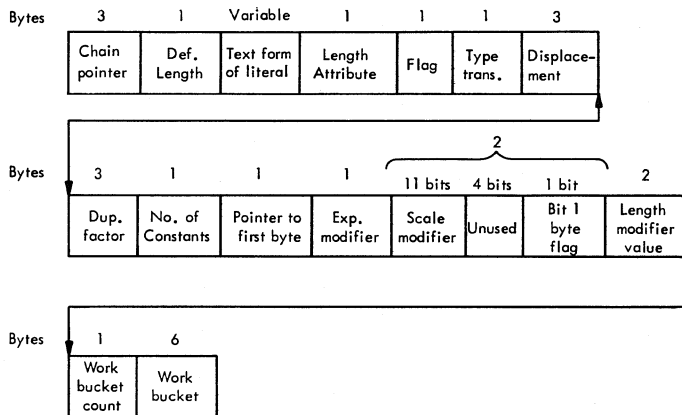 Bytes 3 1 Variable 1 1 1 3
Chain pointer
Def. Length
Text form of literal
Length Attribute
Flag
Type trans.
Displace-ment
2
Bytes 3 1 1 1 11 bits 4 bits 1 bit 2
Dup. factor
No. of Constants
Pointer to first byte
Exp. modifier
Scale modifier
Unused
Bit 1 byte flag
Length modifier value
Bytes 1 6
Work bucket count
Work bucket